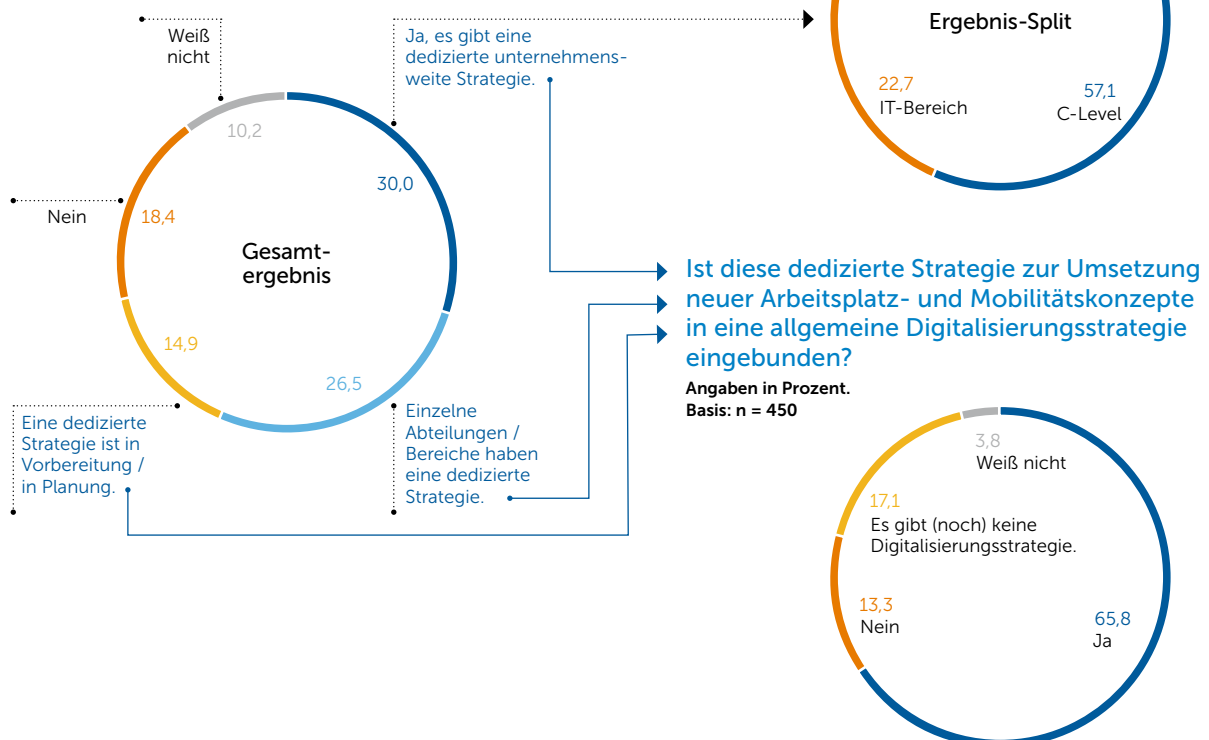 Weiß
nicht
10,2
Ja, es gibt eine
dedizierte unternehmens-
weite Strategie.
30,0
Nein
18,4
Gesamt-
ergebnis
14,9
26,5
Eine dedizierte
Strategie ist in
Vorbereitung /
in Planung.
Einzelne
Abteilungen /
Bereiche haben
eine dedizierte
Strategie.
Ergebnis-Split
22,7
IT-Bereich
57,1
C-Level
Ist diese dedizierte Strategie zur Umsetzung
neuer Arbeitsplatz- und Mobilitätskonzepte
in eine allgemeine Digitalisierungsstrategie
eingebunden?
Angaben in Prozent.
Basis: n = 450
3,8
Weiß nicht
17,1
Es gibt (noch) keine
Digitalisierungsstrategie.
13,3
Nein
65,8
Ja